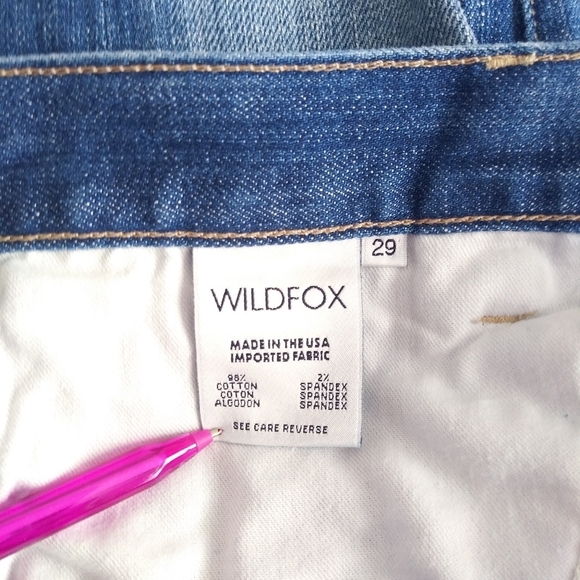 29
WILDFOX
MADE IN THE USA
IMPORTED FABRIC
98% 2%
COTTON SPANDEX
COTON SPANDEX
ALGODON SPANDEX
SEE CARE REVERSE